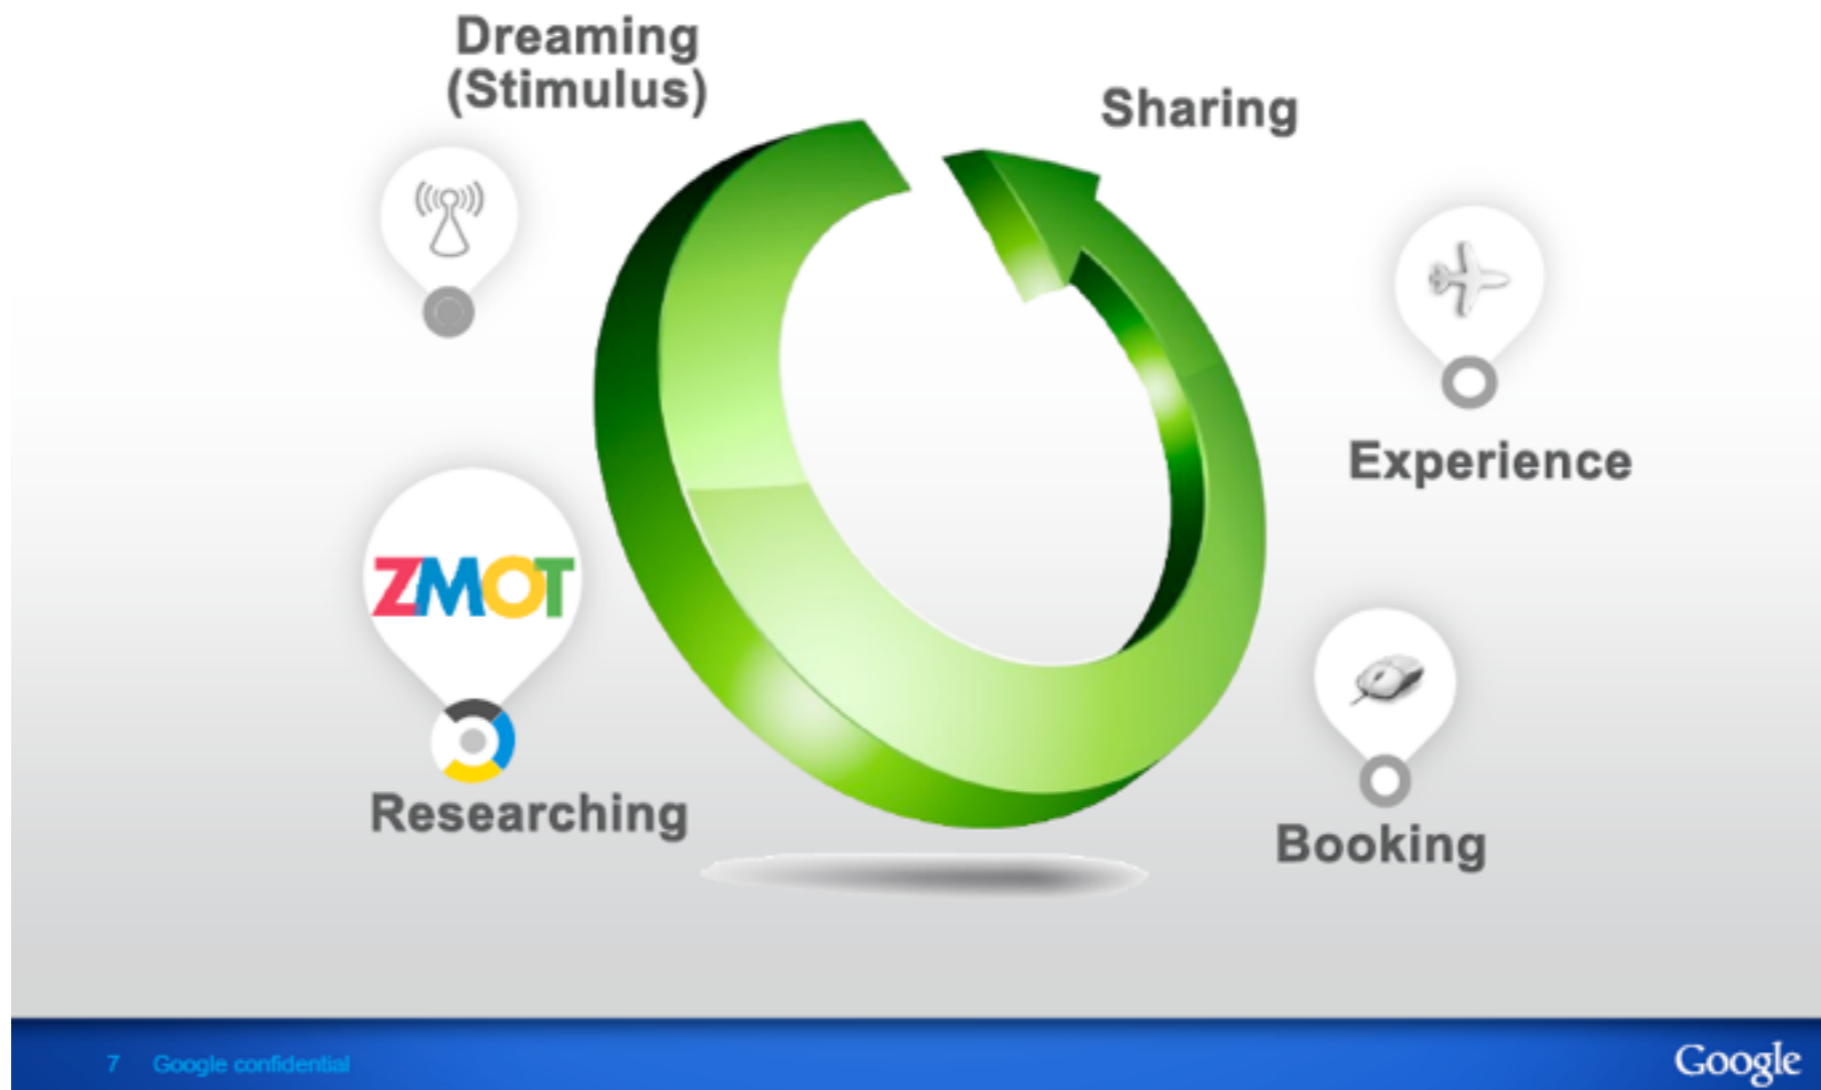 Dreaming
(Stimulus)
Sharing
Experience
ZMOT
Researching
Booking
7 Google confidential
Google